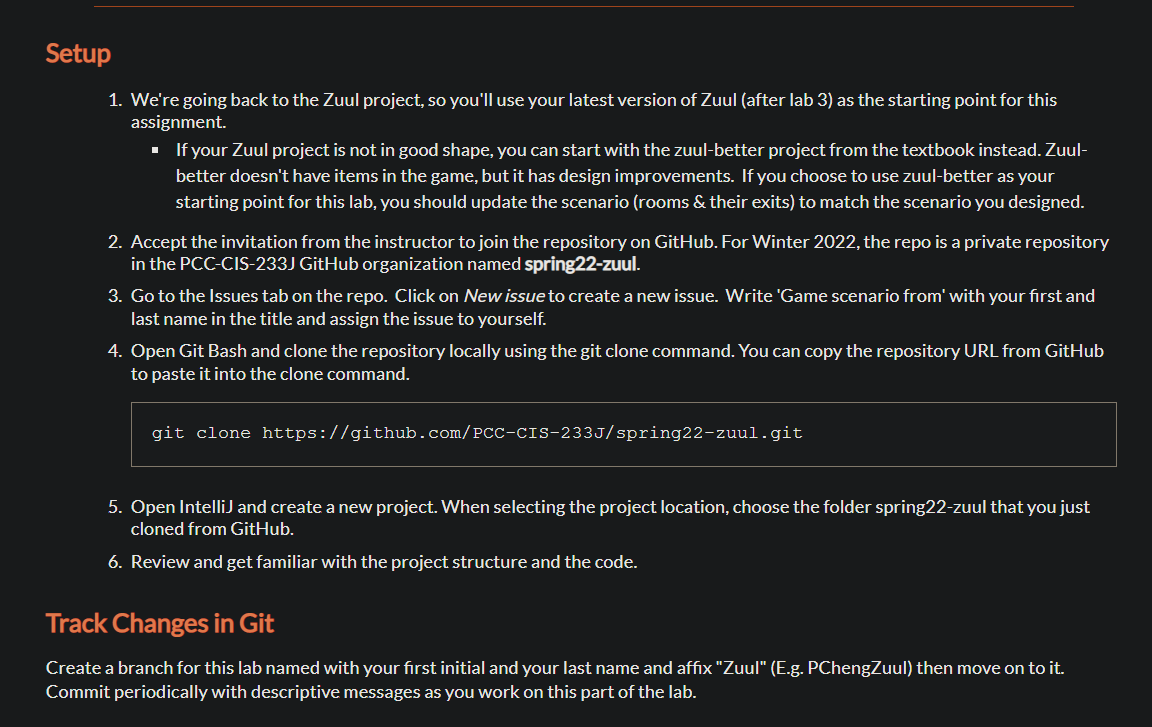 Setup
1. We're going back to the Zuul project, so you'll use your latest version of Zuul (after lab 3) as the starting point for this
assignment.
▪ If your Zuul project is not in good shape, you can start with the zuul-better project from the textbook instead. Zuul-
better doesn't have items in the game, but it has design improvements.  If you choose to use zuul-better as your
starting point for this lab, you should update the scenario (rooms & their exits) to match the scenario you designed.
2. Accept the invitation from the instructor to join the repository on GitHub. For Winter 2022, the repo is a private repository
in the PCC-CIS-233J GitHub organization named spring22-zuul.
3. Go to the Issues tab on the repo.  Click on New issue to create a new issue.  Write 'Game scenario from' with your first and
last name in the title and assign the issue to yourself.
4. Open Git Bash and clone the repository locally using the git clone command. You can copy the repository URL from GitHub
to paste it into the clone command.
git clone https://github.com/PCC-CIS-233J/spring22-zuul.git
5. Open IntelliJ and create a new project. When selecting the project location, choose the folder spring22-zuul that you just
cloned from GitHub.
6. Review and get familiar with the project structure and the code.
Track Changes in Git
Create a branch for this lab named with your first initial and your last name and affix "Zuul" (E.g. PChengZuul) then move on to it.
Commit periodically with descriptive messages as you work on this part of the lab.